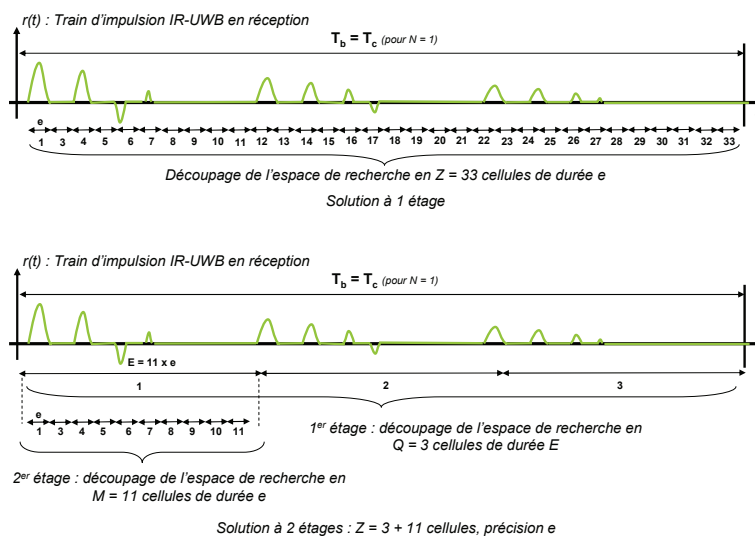 r(t) : Train d'impulsion IR-UWB en réception
T_b = T_c (pour N = 1)
e
1 3 4 5 6 7 8 9 10 11 12 13 14 15 16 17 18 19 20 21 22 23 24 25 26 27 28 29 30 31 32 33
Découpage de l'espace de recherche en Z = 33 cellules de durée e
Solution à 1 étage
r(t) : Train d'impulsion IR-UWB en réception
T_b = T_c (pour N = 1)
E = 11 x e
1 2 3
e
1 3 4 5 6 7 8 9 10 11
1er étage : découpage de l'espace de recherche en
Q = 3 cellules de durée E
2er étage : découpage de l'espace de recherche en
M = 11 cellules de durée e
Solution à 2 étages : Z = 3 + 11 cellules, précision e